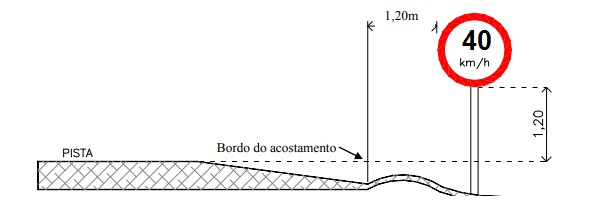 1,20m
40
km/h
1,20
Bordo do acostamento
PISTA